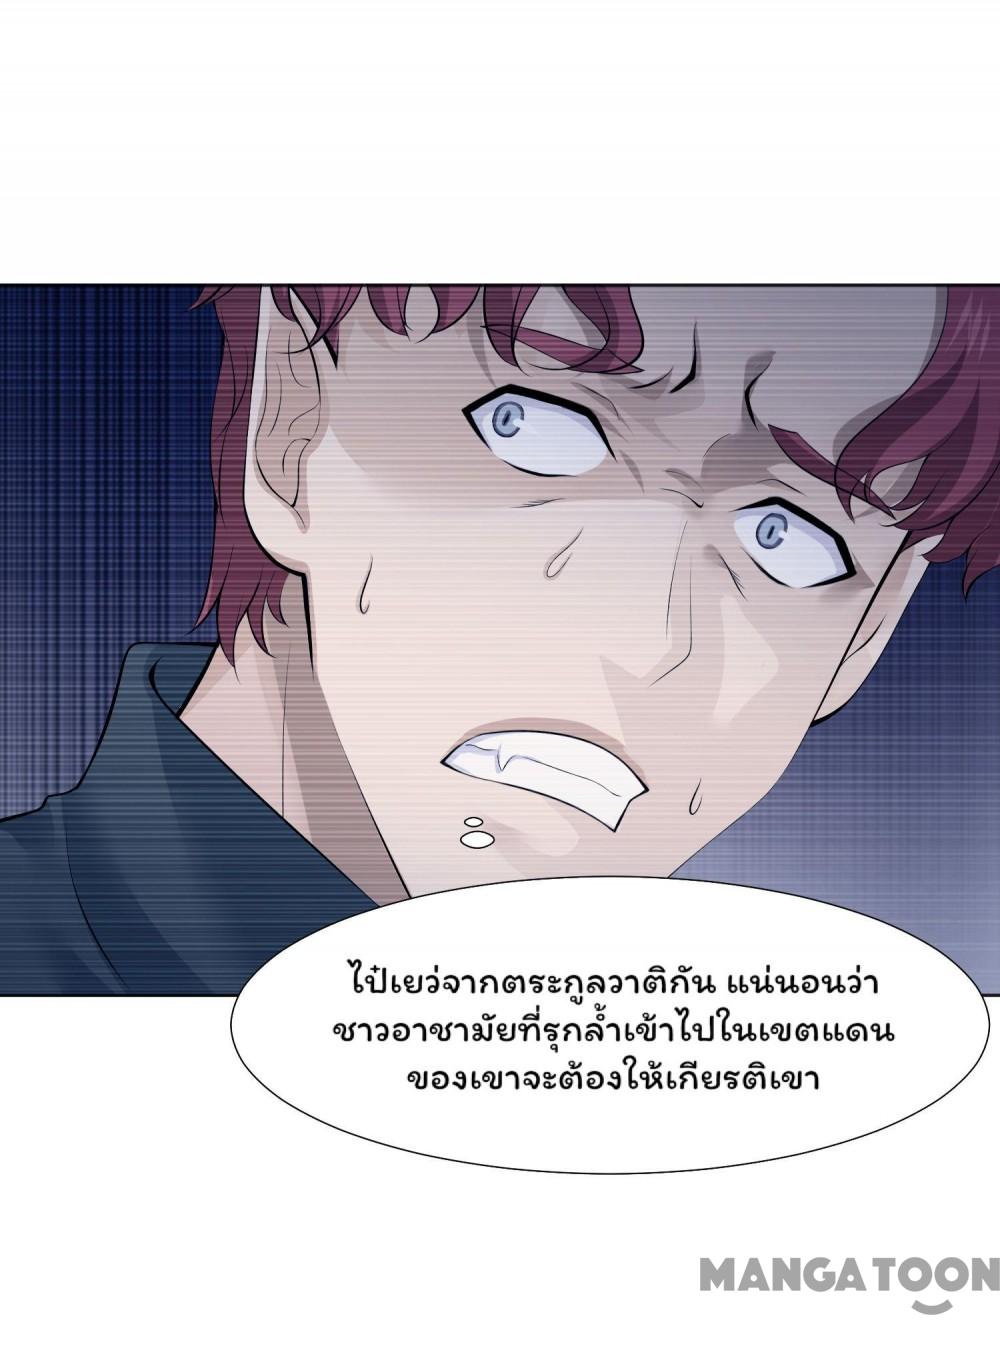 ไป๋เยว่จากตระกูลวาติกัน แน่นอนว่า
ชาวอาชามัยที่รุกล้ำเข้าไปในเขตแดน
ของเขาจะต้องให้เกียรติเขา
MANGATOON